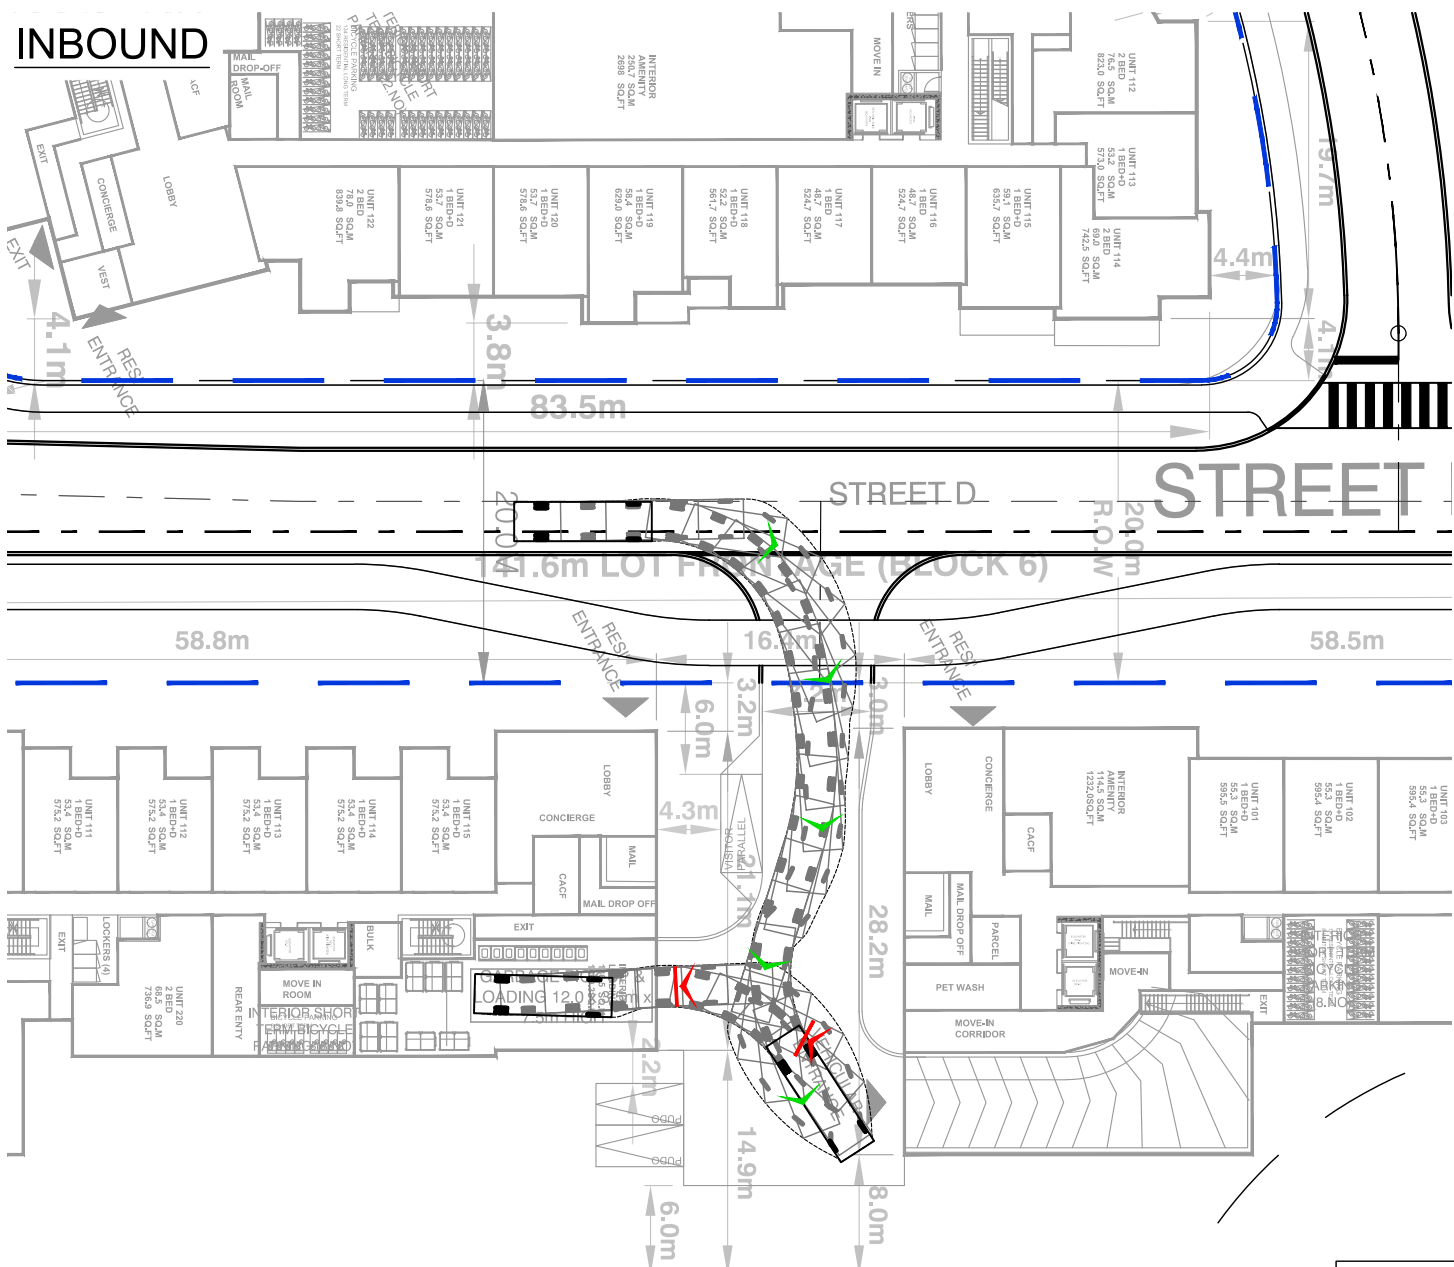 INBOUND
MAIL
DROP-OFF
MAIL
ROOM
CACF
EXIT
CONCIERGE
LOBBY
VEST
EXIT
INTERIOR
AMENITY
250.7 SQ.M
2698 SQ.FT
MOVE IN
UNIT 112
2 BED
76.5 SQ.M
823.0 SQ.FT
UNIT 113
1 BED+D
53.2 SQ.M
573.0 SQ.FT
UNIT 114
2 BED
69.0 SQ.M
742.5 SQ.FT
UNIT 122
2 BED
78.0 SQ.M
839.8 SQ.FT
UNIT 121
1 BED+D
53.7 SQ.M
578.6 SQ.FT
UNIT 120
1 BED+D
53.7 SQ.M
578.6 SQ.FT
UNIT 119
1 BED+D
58.4 SQ.M
629.0 SQ.FT
UNIT 118
1 BED+D
52.2 SQ.M
561.7 SQ.FT
UNIT 117
1 BED
48.7 SQ.M
524.7 SQ.FT
UNIT 116
1 BED
48.7 SQ.M
524.7 SQ.FT
UNIT 115
1 BED+D
59.1 SQ.M
635.7 SQ.FT
19.7m
4.4m
4.1m
4.1m
3.8m
RESI
ENTRANCE
83.5m
STREET D
STREET
20.0m
R.O.W
141.6m LOT FRONTAGE (BLOCK 6)
58.8m
16.4m
58.5m
RESI
ENTRANCE
RESI
ENTRANCE
3.2m
6.0m
3.0m
4.3m
VISITOR
PARALLEL
21.1m
28.2m
UNIT 111
1 BED+D
53.4 SQ.M
575.2 SQ.FT
UNIT 112
1 BED+D
53.4 SQ.M
575.2 SQ.FT
UNIT 113
1 BED+D
53.4 SQ.M
575.2 SQ.FT
UNIT 114
1 BED+D
53.4 SQ.M
575.2 SQ.FT
UNIT 115
1 BED+D
53.4 SQ.M
575.2 SQ.FT
LOBBY
CONCIERGE
CACF
MAIL
MAIL DROP OFF
EXIT
LOBBY
CONCIERGE
CACF
INTERIOR
AMENITY
114.5 SQ.M
1232.0SQ.FT
UNIT 101
1 BED+D
55.3 SQ.M
595.5 SQ.FT
UNIT 102
1 BED+D
55.3 SQ.M
595.4 SQ.FT
UNIT 103
1 BED+D
55.3 SQ.M
595.4 SQ.FT
MAIL
MAIL DROP OFF
PARCEL
PET WASH
MOVE-IN
MOVE-IN
CORRIDOR
EXIT
EXIT
LOCKERS (4)
UNIT 220
2 BED
68.5 SQ.M
736.9 SQ.FT
REAR ENTY
MOVE IN
ROOM
BULK
INTERIOR SHORT
TERM BICYCLE
LOADING 12.0
VEHICULAR
ENTRANCE
2.2m
PUDO
PUDO
14.9m
6.0m
8.0m